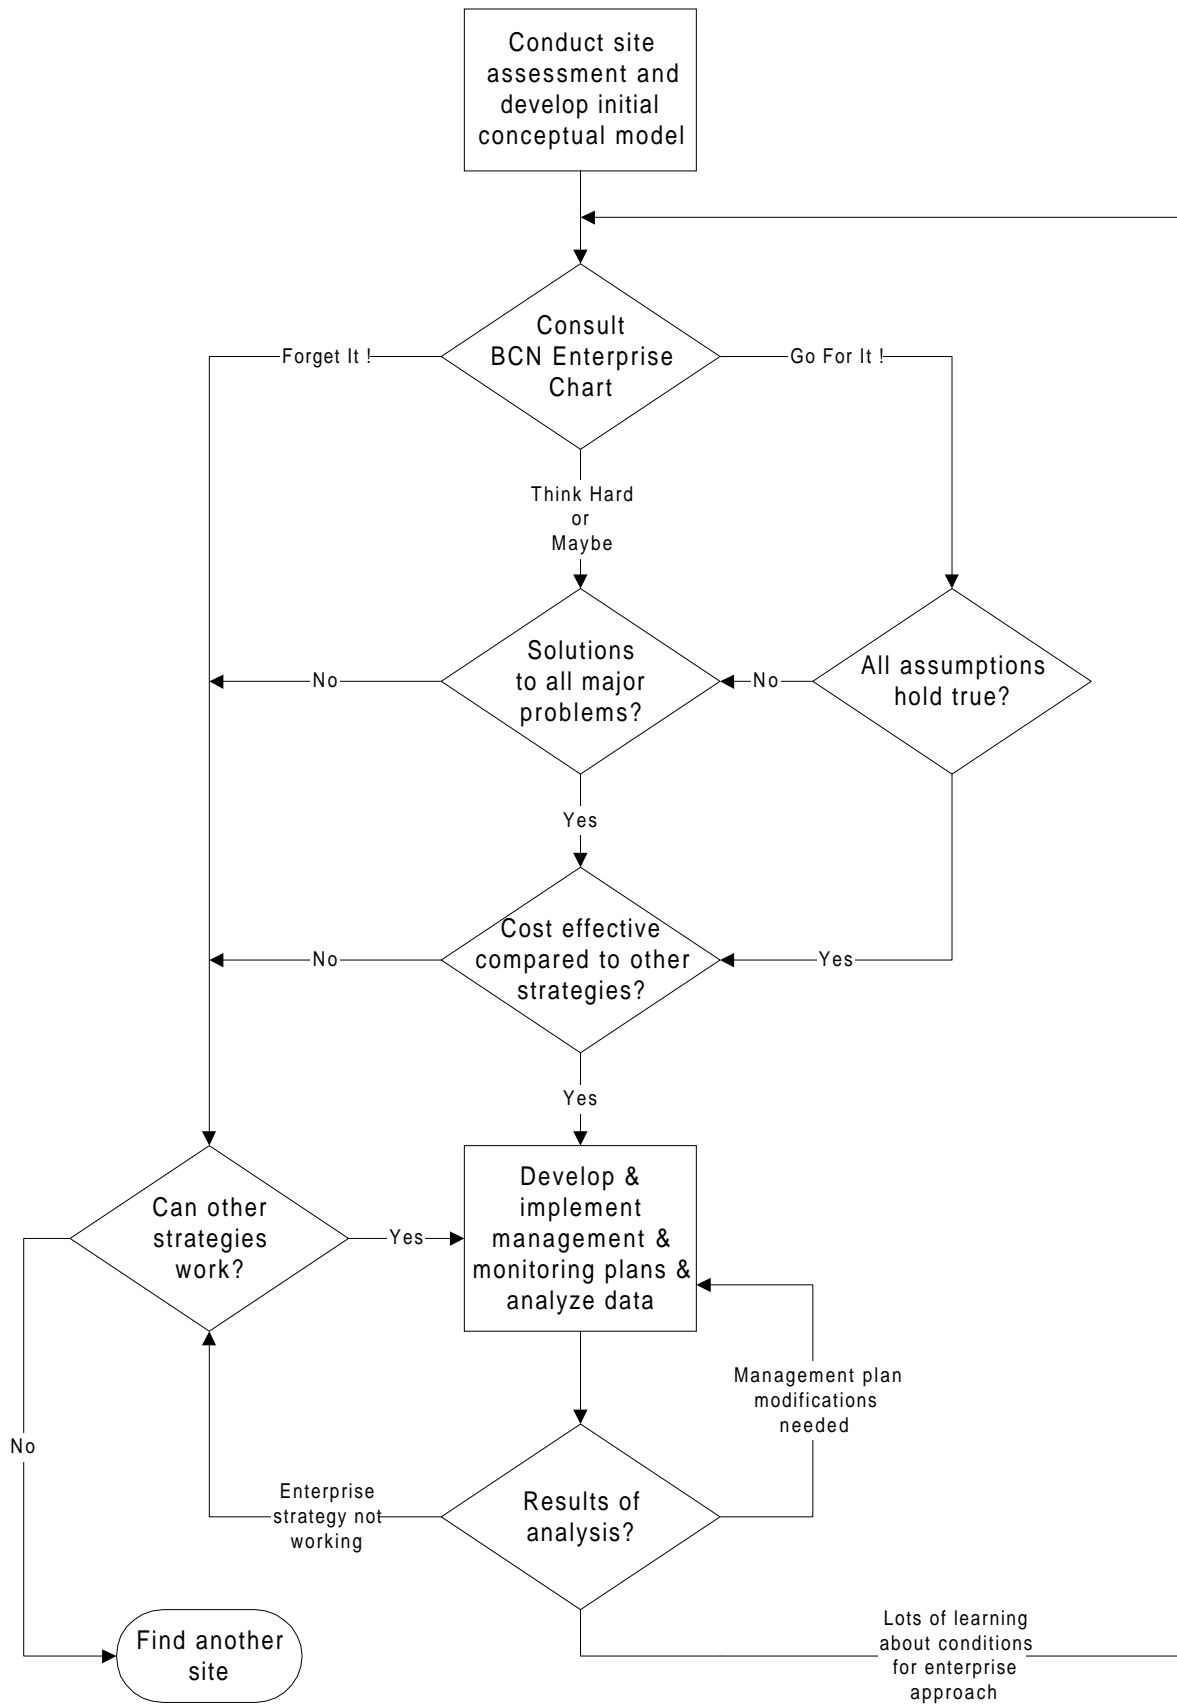 Conduct site
assessment and
develop initial
conceptual model
Consult
BCN Enterprise
Chart
Forget It !
Go For It !
Think Hard
or
Maybe
Solutions
to all major
problems?
All assumptions
hold true?
No
No
Yes
Cost effective
compared to other
strategies?
No
Yes
Yes
Develop &
implement
management &
monitoring plans &
analyze data
Can other
strategies
work?
Yes
Management plan
modifications
needed
No
Enterprise
strategy not
working
Results of
analysis?
Lots of learning
about conditions
for enterprise
approach
Find another
site